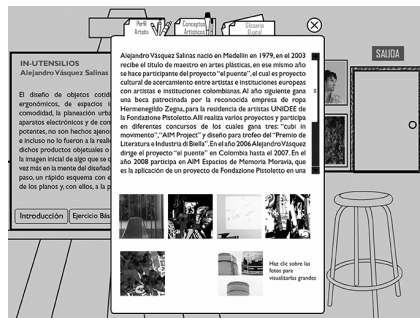 Perfil
Artista
Conceptos
Artísticos
Glosario
Digital
SALIDA
IN-UTENSILIOS
Alejandro Vásquez Salinas
El diseño de objetos cotid
ergonómicos, de espacios
comodidad, la planeación urba
aparatos electrónicos y de com
potentes, no son hechos ajenos
e incluso no lo fueron a la reali
dichos productos objetuales o
la imagen inicial de algo que se
vez más en la mente del diseñad
paso, un rápido esquema con e
de los planos y, con ellos, a la p
Introducción
Ejercicio Bás
Alejandro Vásquez Salinas nació en Medellín en 1979, en el 2003
recibe el título de maestro en artes plásticas, en ese mismo año
se hace participante del proyecto "el puente", el cual es proyecto
cultural de acercamiento entre artistas e instituciones europeas
con artistas e instituciones colombianas. Al año siguiente gana
una beca patrocinada por la reconocida empresa de ropa
Hermenegildo Zegna, para la residencia de artistas UNIDEE de
la Fondazione Pistoletto. Allí realiza varios proyectos y participa
en diferentes concursos de los cuales gana tres: "cubi in
movimento", "AIM Project" y diseño para trofeo del "Premio de
Literatura e Industria di Biella". En el año 2006 Alejandro Vásquez
dirige el proyecto "el puente" en Colombia hasta el 2007. En el
año 2008 participa en AIM Espacios de Memoria Moravia, que
es la aplicación de un proyecto de Fondazione Pistoletto en una
Haz clic sobre las
fotos para
visualizarlas grandes